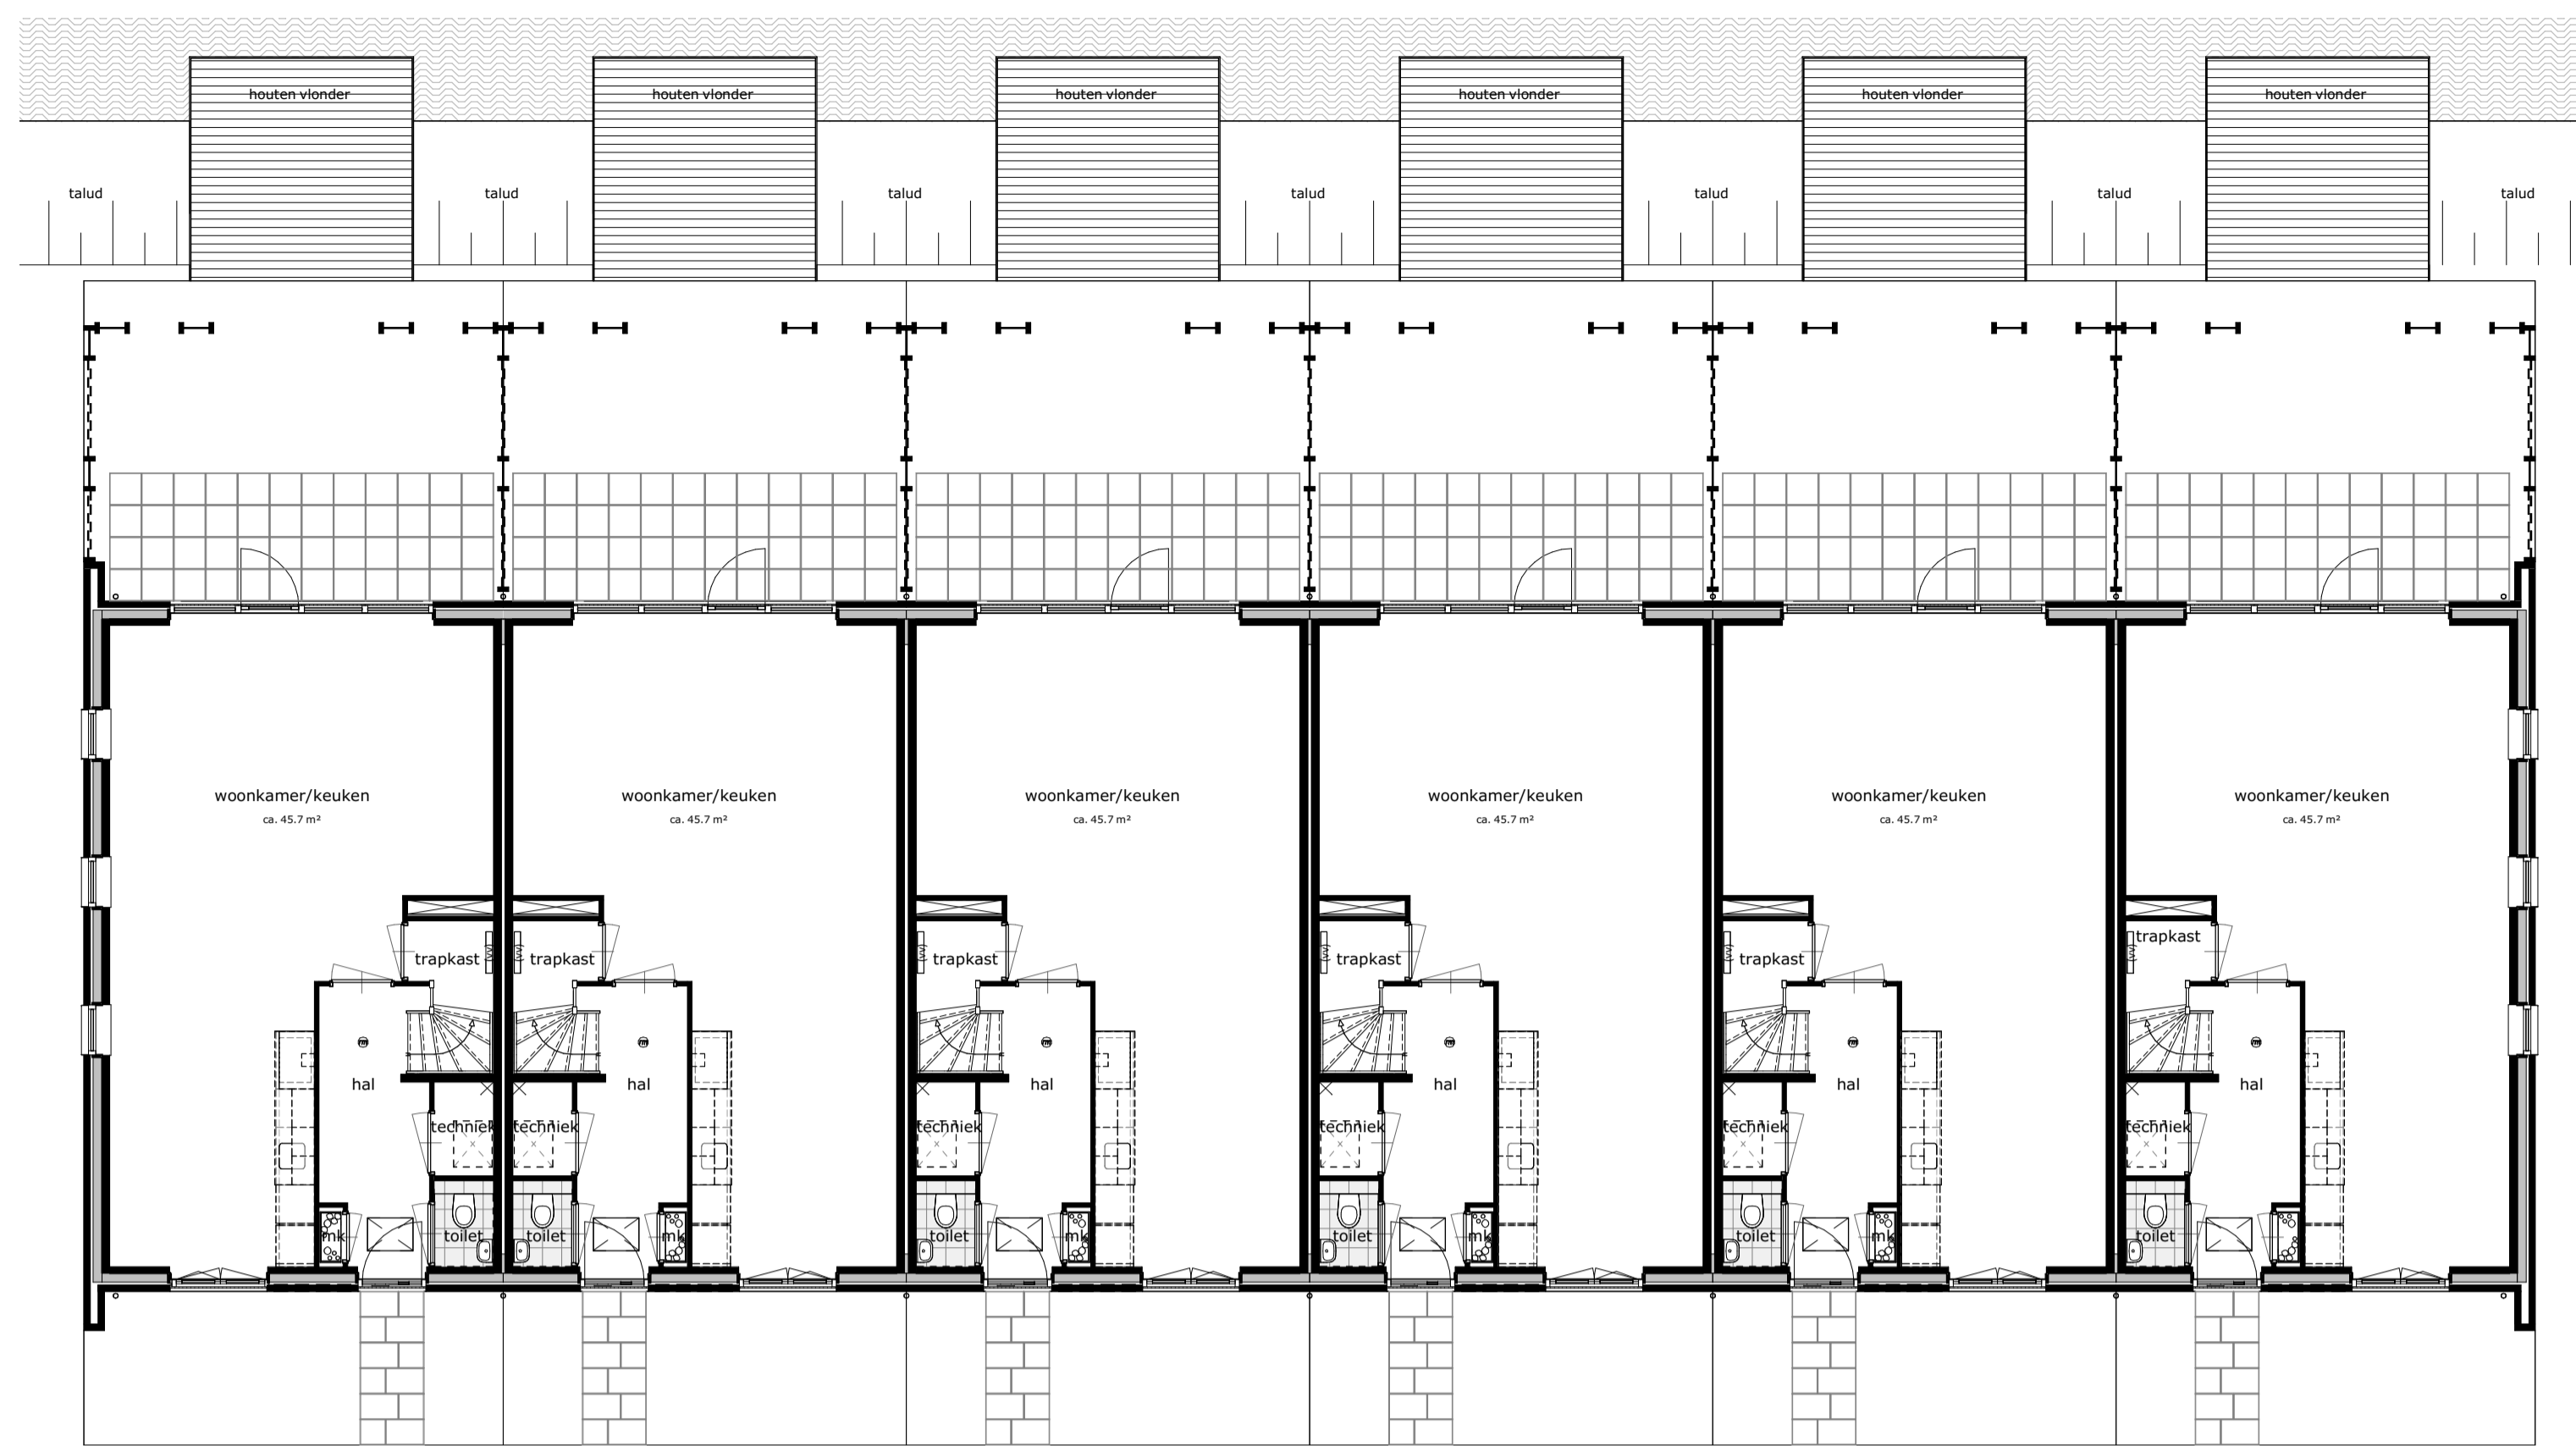 houten vlonder
houten vlonder
houten vlonder
houten vlonder
houten vlonder
houten vlonder
talud
talud
talud
talud
talud
talud
talud
woonkamer/keuken
ca. 45.7 m²
woonkamer/keuken
ca. 45.7 m²
woonkamer/keuken
ca. 45.7 m²
woonkamer/keuken
ca. 45.7 m²
woonkamer/keuken
ca. 45.7 m²
woonkamer/keuken
ca. 45.7 m²
trapkast
trapkast
trapkast
trapkast
trapkast
trapkast
hal
hal
hal
hal
hal
hal
techniek
techniek
techniek
techniek
techniek
techniek
mk
toilet
toilet
mk
toilet
mk
toilet
mk
toilet
mk
toilet